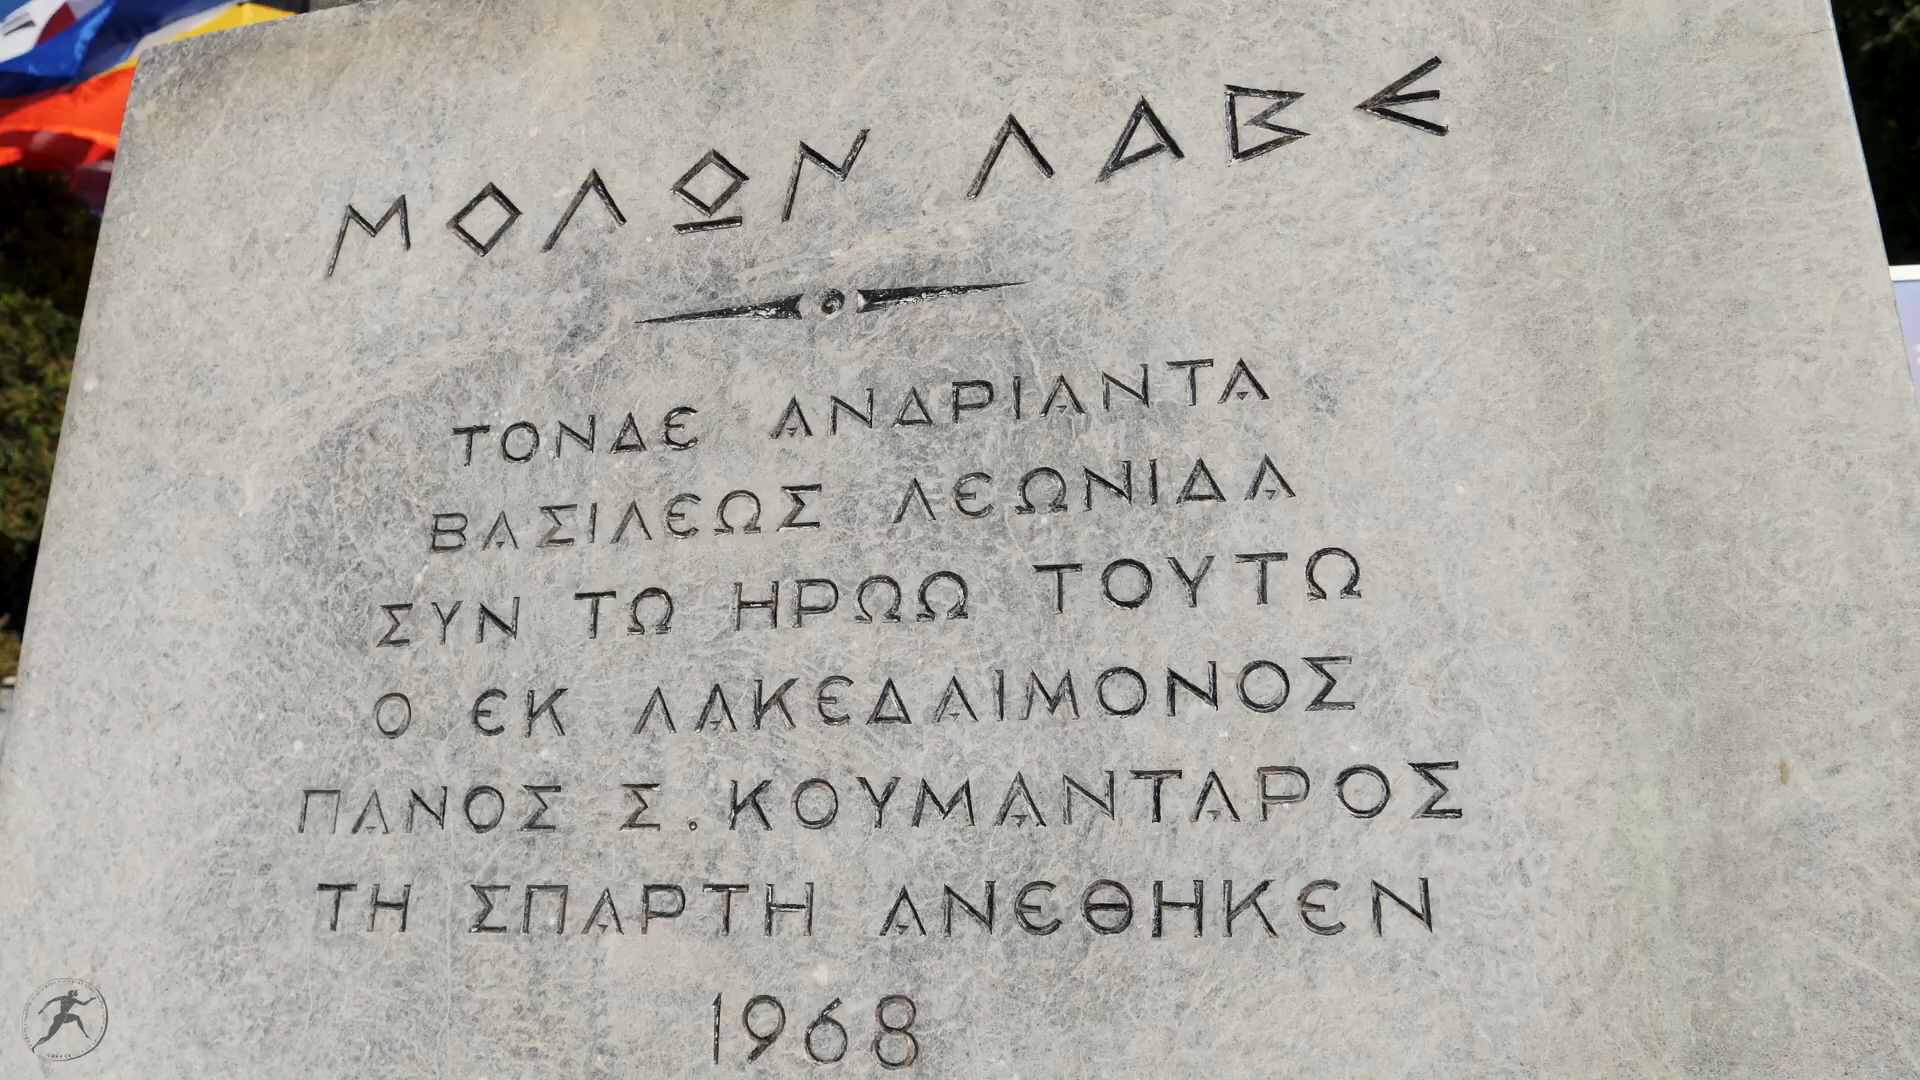 ΜΟΛΩΝ ΛΑΒΕ
ΤΟΝΔΕ ΑΝΔΡΙΑΝΤΑ
ΒΑΣΙΛΕΩΣ ΛΕΩΝΙΔΑ
ΣΥΝ ΤΩ ΗΡΩΩ ΤΟΥΤΩ
Ο ΕΚ ΛΑΚΕΔΑΙΜΟΝΟΣ
ΠΑΝΟΣ Σ. ΚΟΥΜΑΝΤΑΡΟΣ
ΤΗ ΣΠΑΡΤΗ ΑΝΕΘΗΚΕΝ
1968